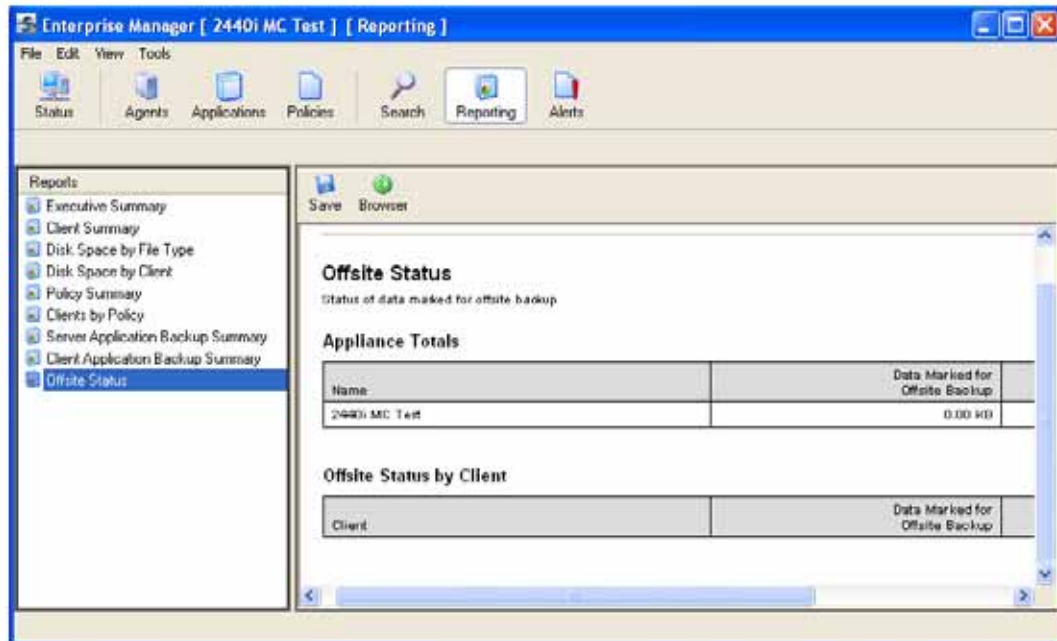 Enterprise Manager [ 2440i MC Test ] [ Reporting ]
File Edit View Tools
Status Agents Applications Policies Search Reporting Alerts
Reports
Executive Summary
Client Summary
Disk Space by File Type
Disk Space by Client
Policy Summary
Clients by Policy
Server Application Backup Summary
Client Application Backup Summary
Offsite Status
Save Browser
Offsite Status
Status of data marked for offsite backup
Appliance Totals
Name
Data Marked for
Offsite Backup
2440i MC Test 0.00 KB
Offsite Status by Client
Client
Data Marked for
Offsite Backup